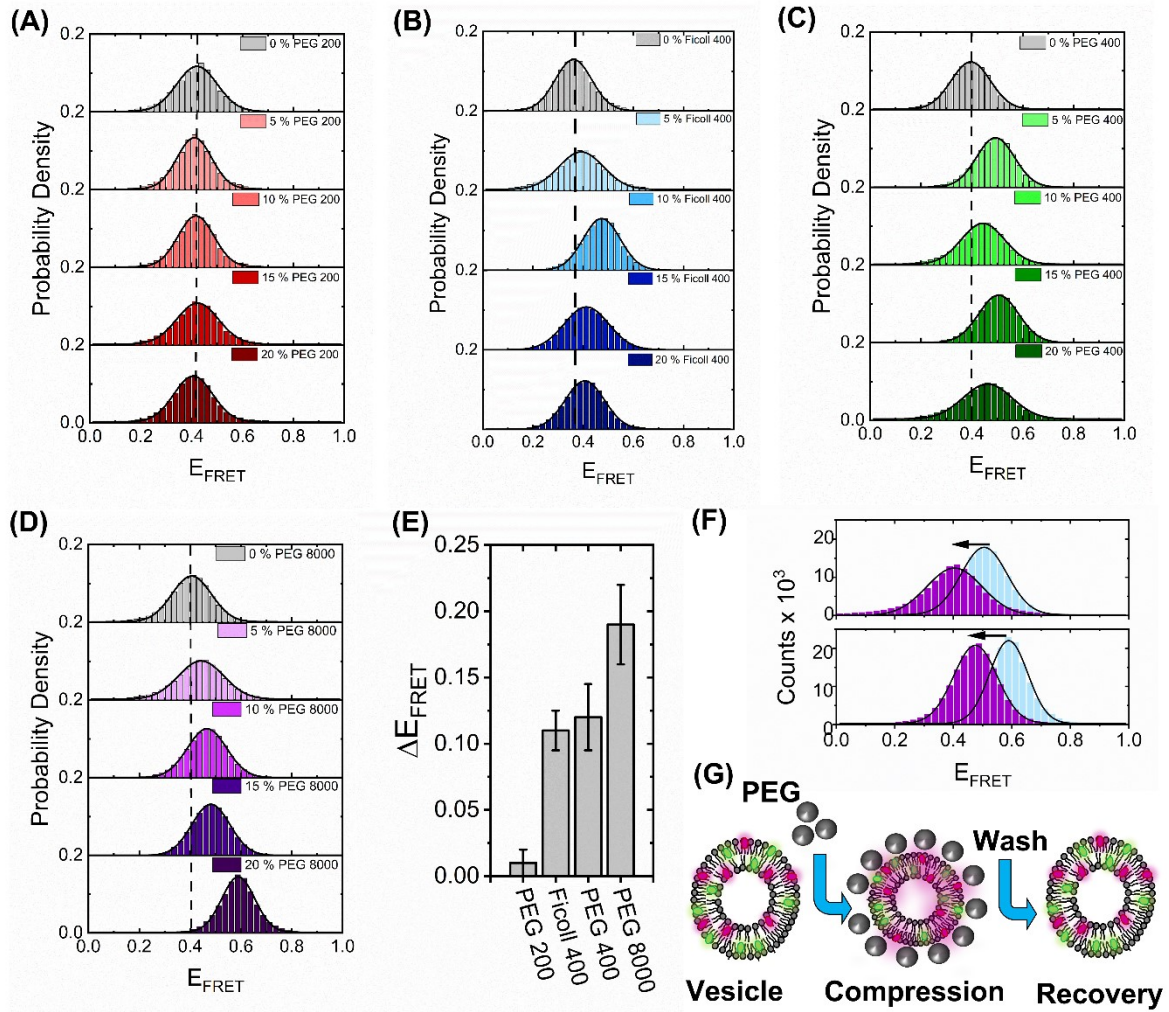 (A)
0.2
0 % PEG 200
0.2
5 % PEG 200
0.2
10 % PEG 200
0.2
15 % PEG 200
0.2
20 % PEG 200
0.0
0.0 0.2 0.4 0.6 0.8 1.0
Probability Density
EFRET
(B)
0.2
0 % Ficoll 400
0.2
5 % Ficoll 400
0.2
10 % Ficoll 400
0.2
15 % Ficoll 400
0.2
20 % Ficoll 400
0.0
0.0 0.2 0.4 0.6 0.8 1.0
Probability Density
EFRET
(C)
0.2
0 % PEG 400
0.2
5 % PEG 400
0.2
10 % PEG 400
0.2
15 % PEG 400
0.2
20 % PEG 400
0.0
0.0 0.2 0.4 0.6 0.8 1.0
Probability Density
EFRET
(D)
0.2
0 % PEG 8000
0.2
5 % PEG 8000
0.2
10 % PEG 8000
0.2
15 % PEG 8000
0.2
20 % PEG 8000
0.0
0.0 0.2 0.4 0.6 0.8 1.0
Probability Density
EFRET
(E)
0.25
0.20
0.15
0.10
0.05
0.00
ΔEFRET
PEG 200
Ficoll 400
PEG 400
PEG 8000
(F)
20
10
0
20
10
0
0.0 0.2 0.4 0.6 0.8 1.0
Counts x 10³
EFRET
(G)
PEG
Wash
Vesicle Compression Recovery